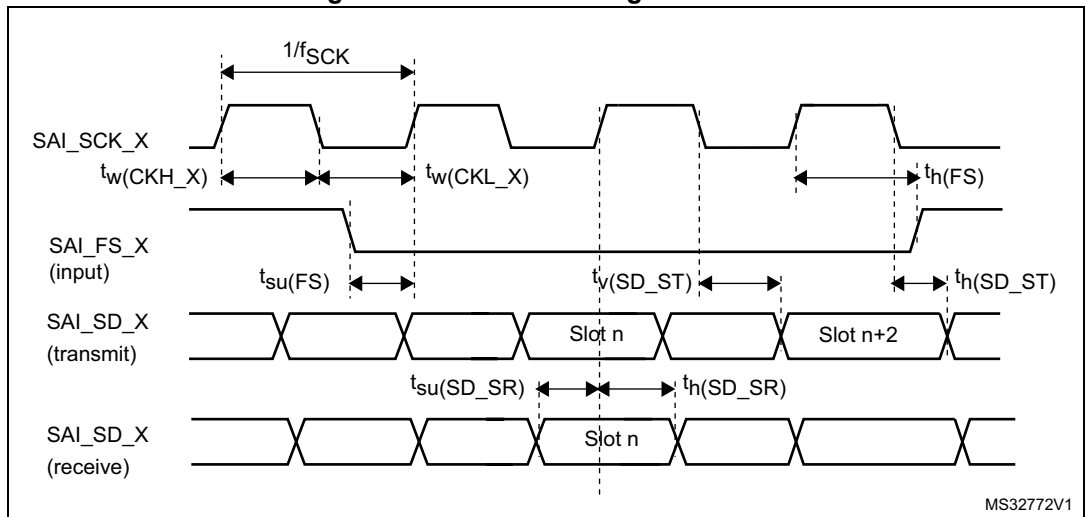 1/fSCK
SAI_SCK_X
tw(CKH_X)
tw(CKL_X)
th(FS)
SAI_FS_X
(input)
tsu(FS)
tv(SD_ST)
th(SD_ST)
SAI_SD_X
(transmit)
Slot n
Slot n+2
tsu(SD_SR)
th(SD_SR)
SAI_SD_X
(receive)
Slot n
MS32772V1